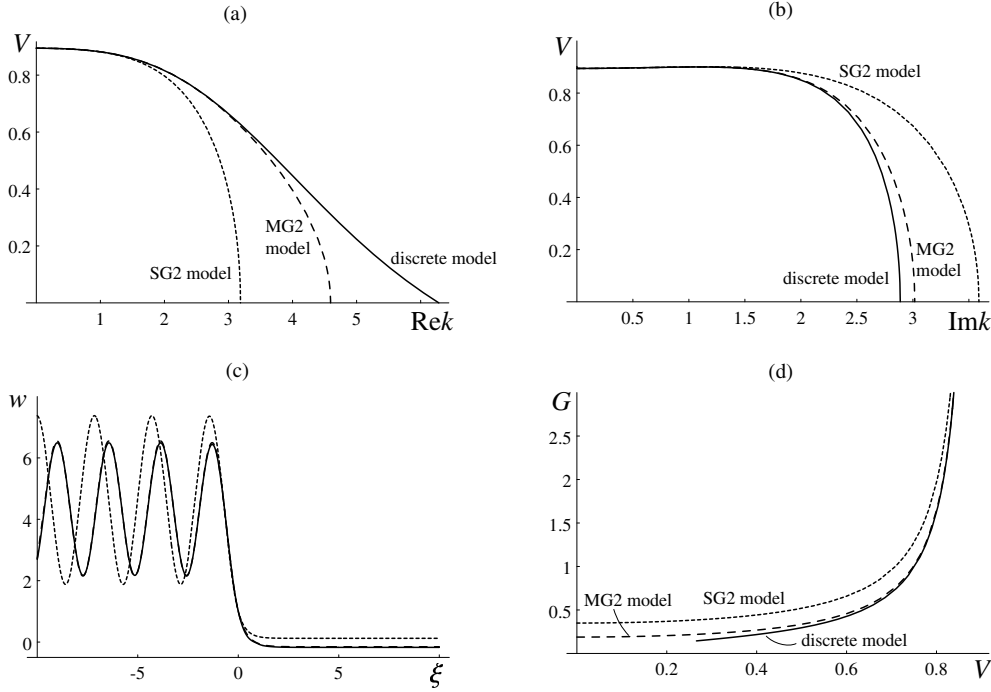 (a)
V
0.8
0.6
0.4
0.2
MG2
model
SG2 model
discrete model
1 2 3 4 5 Rek
(b)
V
0.8
0.6
0.4
0.2
SG2 model
MG2
model
discrete model
0.5 1 1.5 2 2.5 3 Imk
(c)
w
6
4
2
0
-5 0 5 ξ
(d)
G
2.5
2
1.5
1
0.5
MG2 model
SG2 model
discrete model
0.2 0.4 0.6 0.8 V